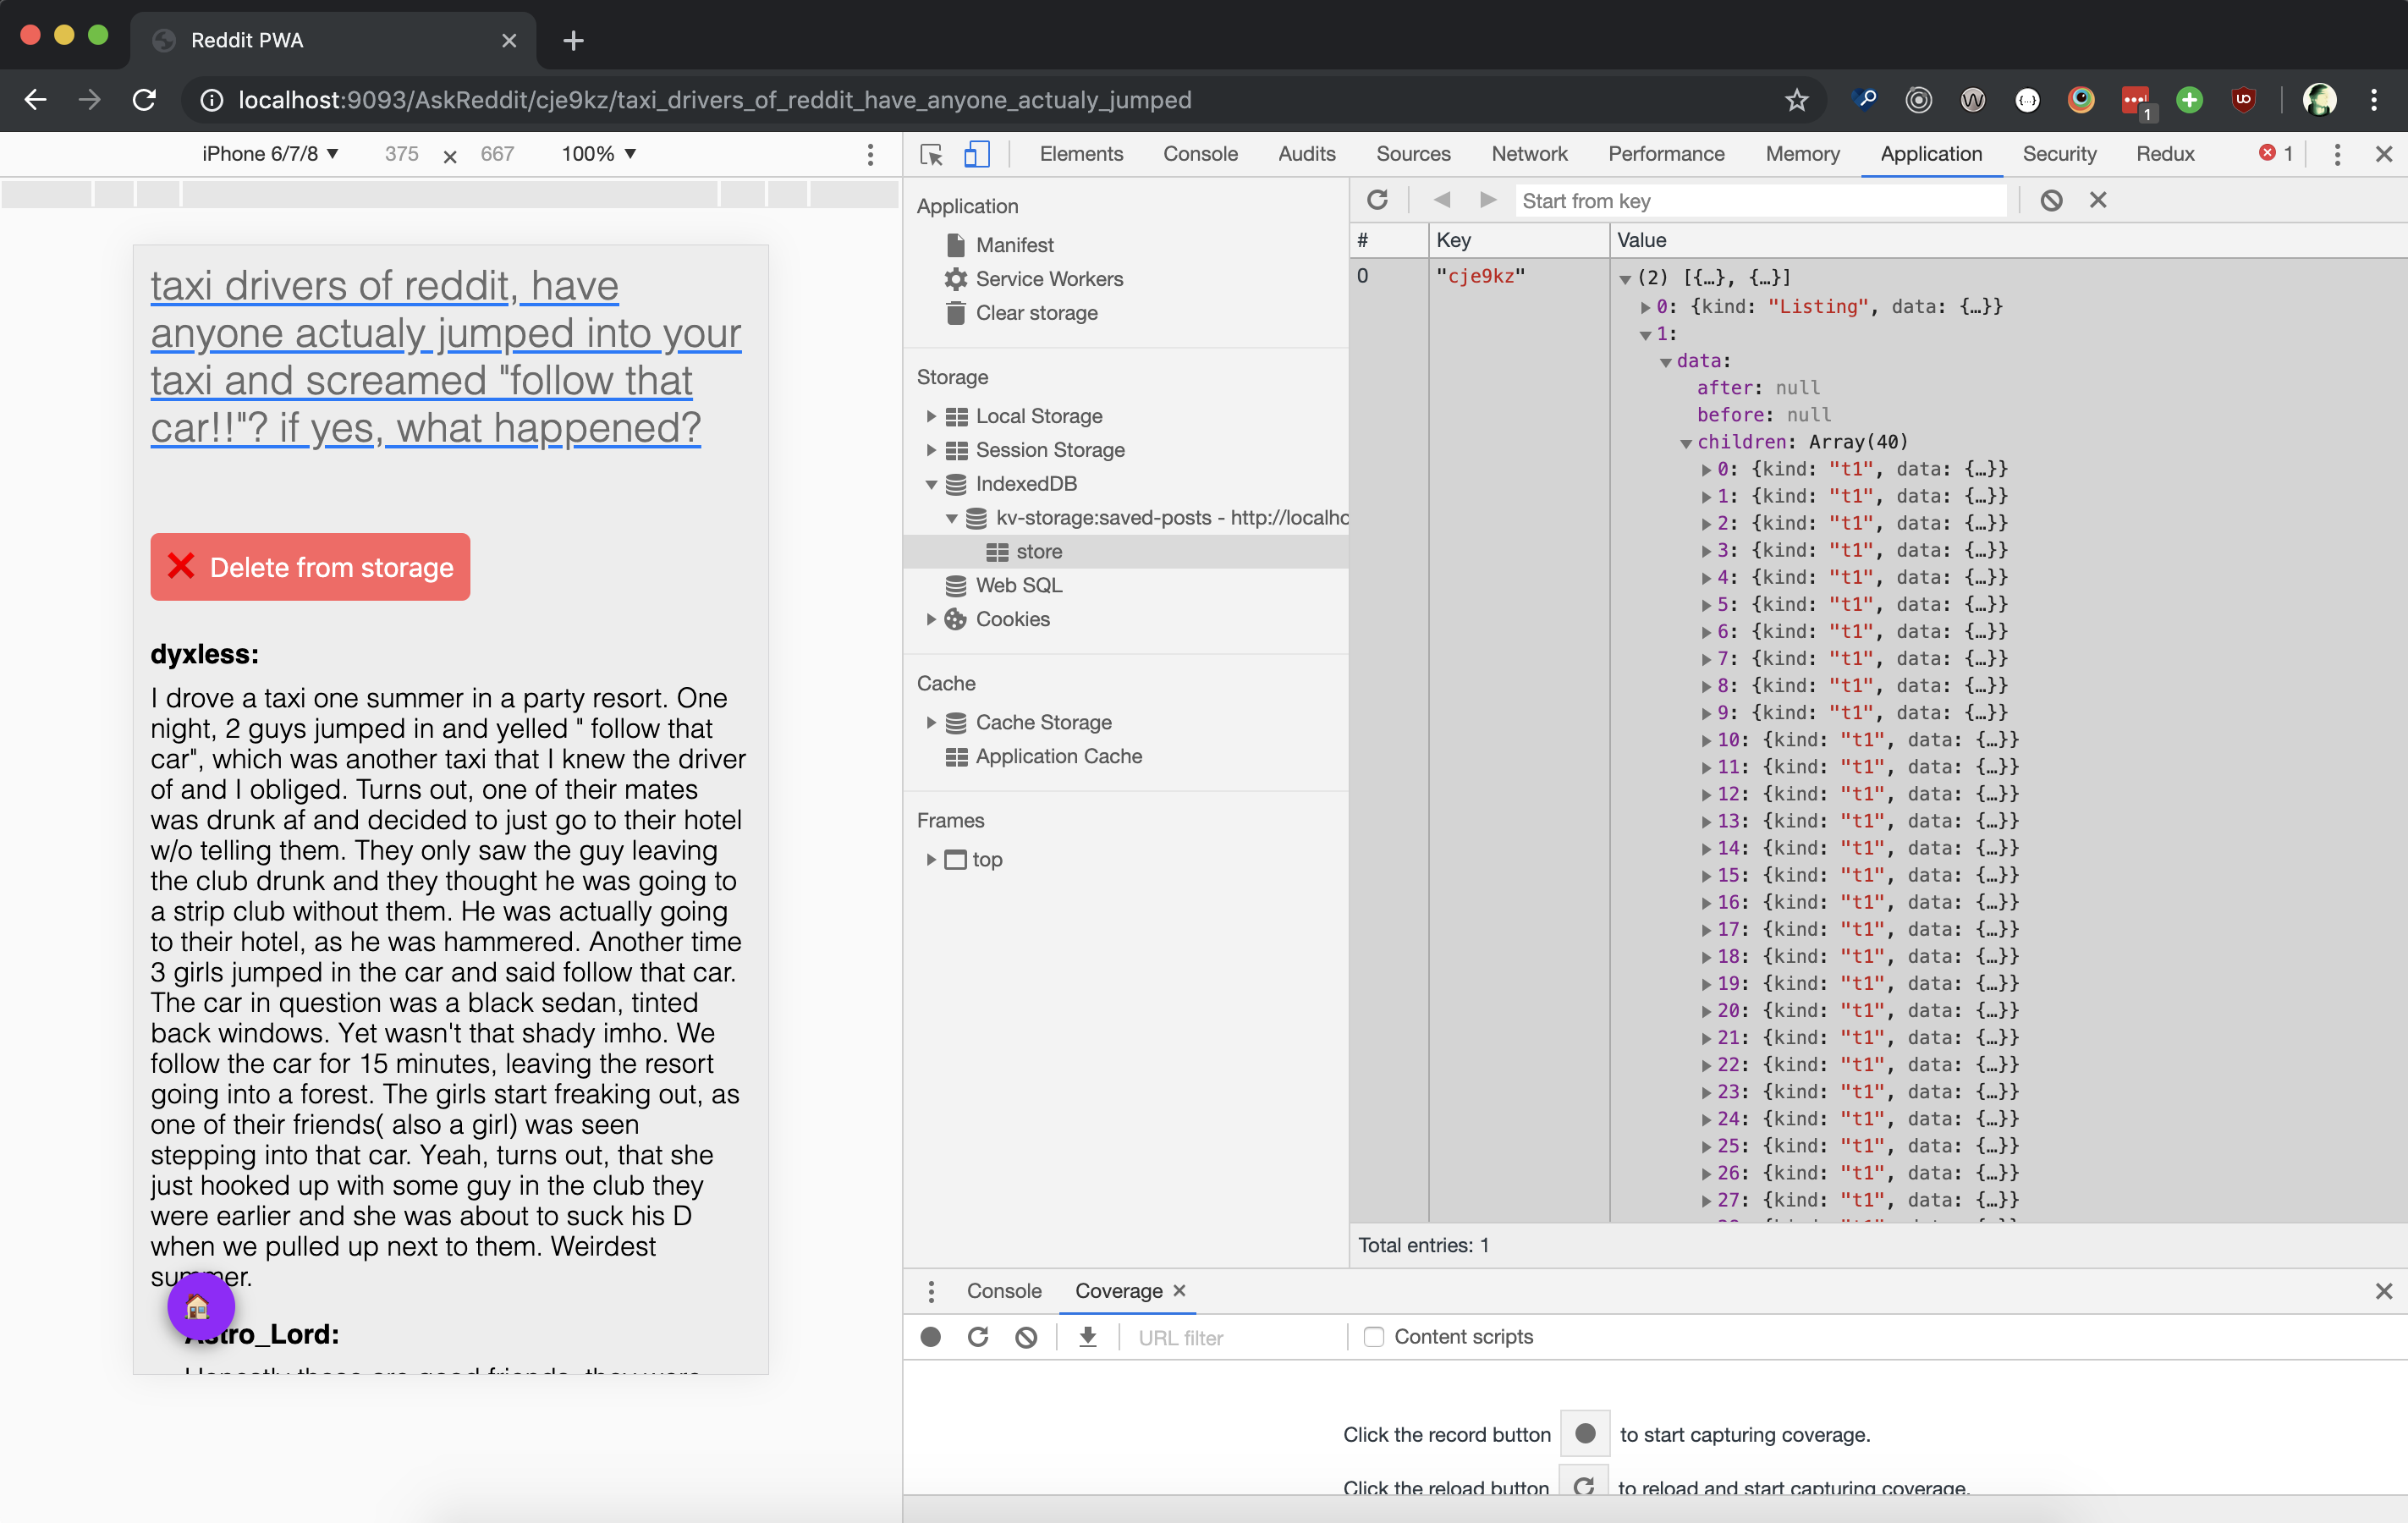 Reddit PWA
localhost:9093/AskReddit/cje9kz/taxi_drivers_of_reddit_have_anyone_actualy_jumped
1
iPhone 6/7/8 ▼ 375 × 667 100% ▼
Elements Console Audits Sources Network Performance Memory Application Security Redux 1
taxi drivers of reddit, have
anyone actualy jumped into your
taxi and screamed "follow that
car!!"? if yes, what happened?
Delete from storage
dyxless:
I drove a taxi one summer in a party resort. One
night, 2 guys jumped in and yelled " follow that
car", which was another taxi that I knew the driver
of and I obliged. Turns out, one of their mates
was drunk af and decided to just go to their hotel
w/o telling them. They only saw the guy leaving
the club drunk and they thought he was going to
a strip club without them. He was actually going
to their hotel, as he was hammered. Another time
3 girls jumped in the car and said follow that car.
The car in question was a black sedan, tinted
back windows. Yet wasn't that shady imho. We
follow the car for 15 minutes, leaving the resort
going into a forest. The girls start freaking out, as
one of their friends( also a girl) was seen
stepping into that car. Yeah, turns out, that she
just hooked up with some guy in the club they
were earlier and she was about to suck his D
when we pulled up next to them. Weirdest
summer.
Astro_Lord:
Honestly these are good friends, they were
Application
Manifest
Service Workers
Clear storage
Storage
Local Storage
Session Storage
IndexedDB
kv-storage:saved-posts - http://localho
store
Web SQL
Cookies
Cache
Cache Storage
Application Cache
Frames
top
Start from key
# Key Value
0 "cje9kz" (2) [{…}, {…}]
0: {kind: "Listing", data: {…}}
1:
data:
after: null
before: null
children: Array(40)
0: {kind: "t1", data: {…}}
1: {kind: "t1", data: {…}}
2: {kind: "t1", data: {…}}
3: {kind: "t1", data: {…}}
4: {kind: "t1", data: {…}}
5: {kind: "t1", data: {…}}
6: {kind: "t1", data: {…}}
7: {kind: "t1", data: {…}}
8: {kind: "t1", data: {…}}
9: {kind: "t1", data: {…}}
10: {kind: "t1", data: {…}}
11: {kind: "t1", data: {…}}
12: {kind: "t1", data: {…}}
13: {kind: "t1", data: {…}}
14: {kind: "t1", data: {…}}
15: {kind: "t1", data: {…}}
16: {kind: "t1", data: {…}}
17: {kind: "t1", data: {…}}
18: {kind: "t1", data: {…}}
19: {kind: "t1", data: {…}}
20: {kind: "t1", data: {…}}
21: {kind: "t1", data: {…}}
22: {kind: "t1", data: {…}}
23: {kind: "t1", data: {…}}
24: {kind: "t1", data: {…}}
25: {kind: "t1", data: {…}}
26: {kind: "t1", data: {…}}
27: {kind: "t1", data: {…}}
Total entries: 1
Console Coverage
URL filter Content scripts
Click the record button to start capturing coverage.
Click the reload button to reload and start capturing coverage.